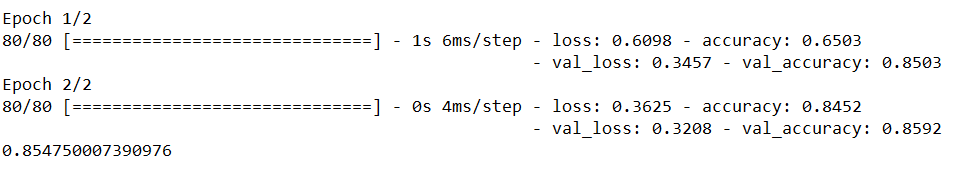 Epoch 1/2
80/80 [==============================] - 1s 6ms/step - loss: 0.6098 - accuracy: 0.6503
- val_loss: 0.3457 - val_accuracy: 0.8503
Epoch 2/2
80/80 [==============================] - 0s 4ms/step - loss: 0.3625 - accuracy: 0.8452
- val_loss: 0.3208 - val_accuracy: 0.8592
0.854750007390976